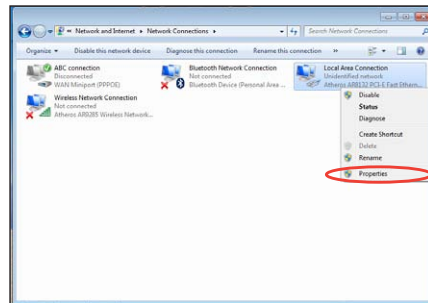 « Network and Internet ▸ Network Connections ▸
Search Network Connections
Organize ▾ Disable this network device Diagnose this connection Rename this connection »
ABC connection
Disconnected
WAN Miniport (PPPOE)
Bluetooth Network Connection
Not connected
Bluetooth Device (Personal Area ...
Local Area Connection
Unidentified network
Atheros AR8132 PCI-E Fast Ethern...
Wireless Network Connection
Not connected
Atheros AR9285 Wireless Network...
Disable
Status
Diagnose
Create Shortcut
Delete
Rename
Properties